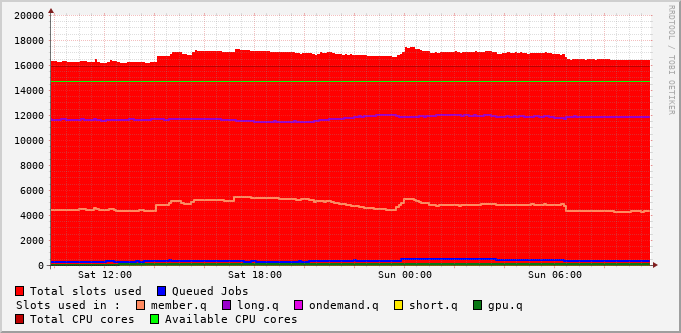 20000
18000
16000
14000
12000
10000
8000
6000
4000
2000
0
Sat 12:00 Sat 18:00 Sun 00:00 Sun 06:00
Total slots used Queued Jobs
Slots used in : member.q long.q ondemand.q short.q gpu.q
Total CPU cores Available CPU cores
RRDTOOL / TOBI OETIKER